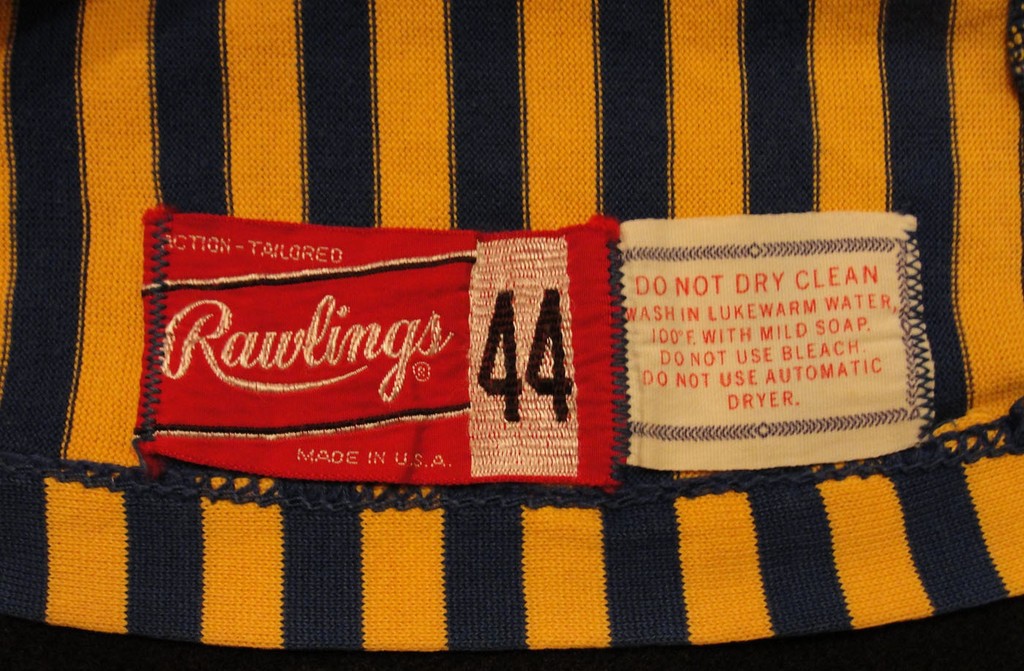 ACTION-TAILORED
Rawlings®
44
MADE IN U.S.A.
DO NOT DRY CLEAN
WASH IN LUKEWARM WATER,
100°F. WITH MILD SOAP.
DO NOT USE BLEACH.
DO NOT USE AUTOMATIC
DRYER.